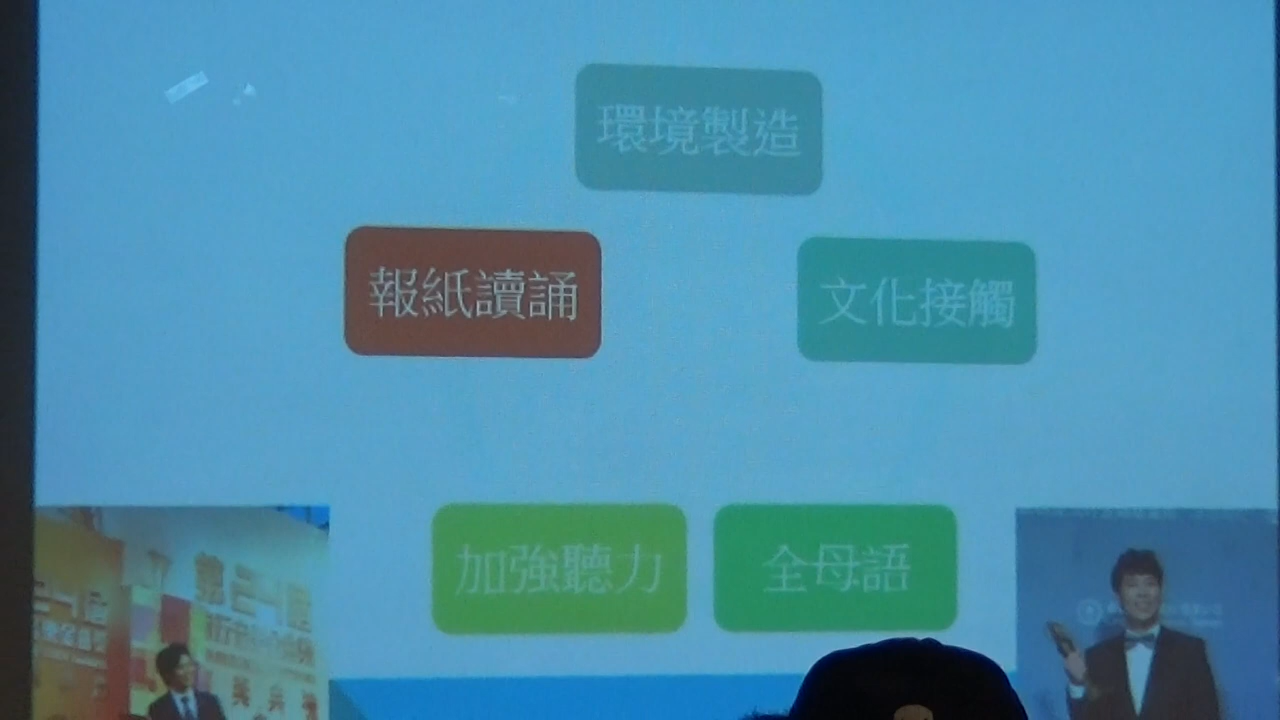 環境製造
報紙讀誦
文化接觸
加強聽力
全母語